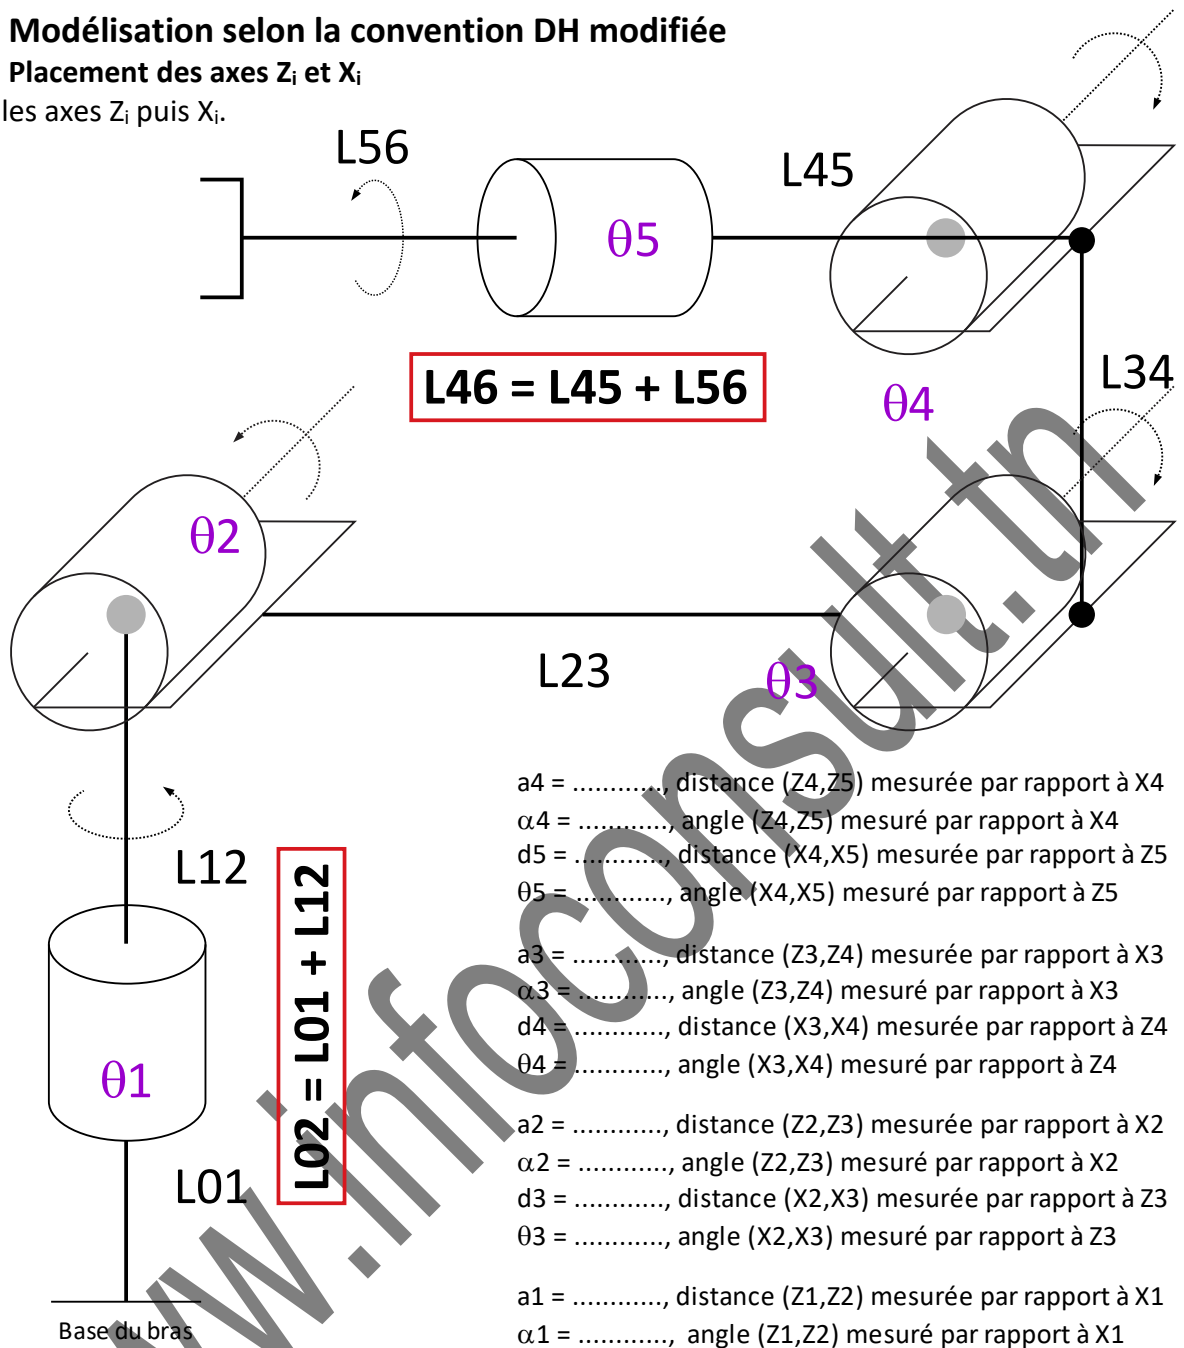 Modélisation selon la convention DH modifiée
Placement des axes Zi et Xi
les axes Zi puis Xi.
L56
L45
θ5
L46 = L45 + L56
L34
θ4
θ2
L23
θ3
L12
L02 = L01 + L12
θ1
L01
Base du bras
a4 = ............, distance (Z4,Z5) mesurée par rapport à X4
α4 = ............, angle (Z4,Z5) mesuré par rapport à X4
d5 = ............, distance (X4,X5) mesurée par rapport à Z5
θ5 = ............, angle (X4,X5) mesuré par rapport à Z5
a3 = ............, distance (Z3,Z4) mesurée par rapport à X3
α3 = ............, angle (Z3,Z4) mesuré par rapport à X3
d4 = ............, distance (X3,X4) mesurée par rapport à Z4
θ4 = ............, angle (X3,X4) mesuré par rapport à Z4
a2 = ............, distance (Z2,Z3) mesurée par rapport à X2
α2 = ............, angle (Z2,Z3) mesuré par rapport à X2
d3 = ............, distance (X2,X3) mesurée par rapport à Z3
θ3 = ............, angle (X2,X3) mesuré par rapport à Z3
a1 = ............, distance (Z1,Z2) mesurée par rapport à X1
α1 = ............, angle (Z1,Z2) mesuré par rapport à X1
w.infoconsult.tn